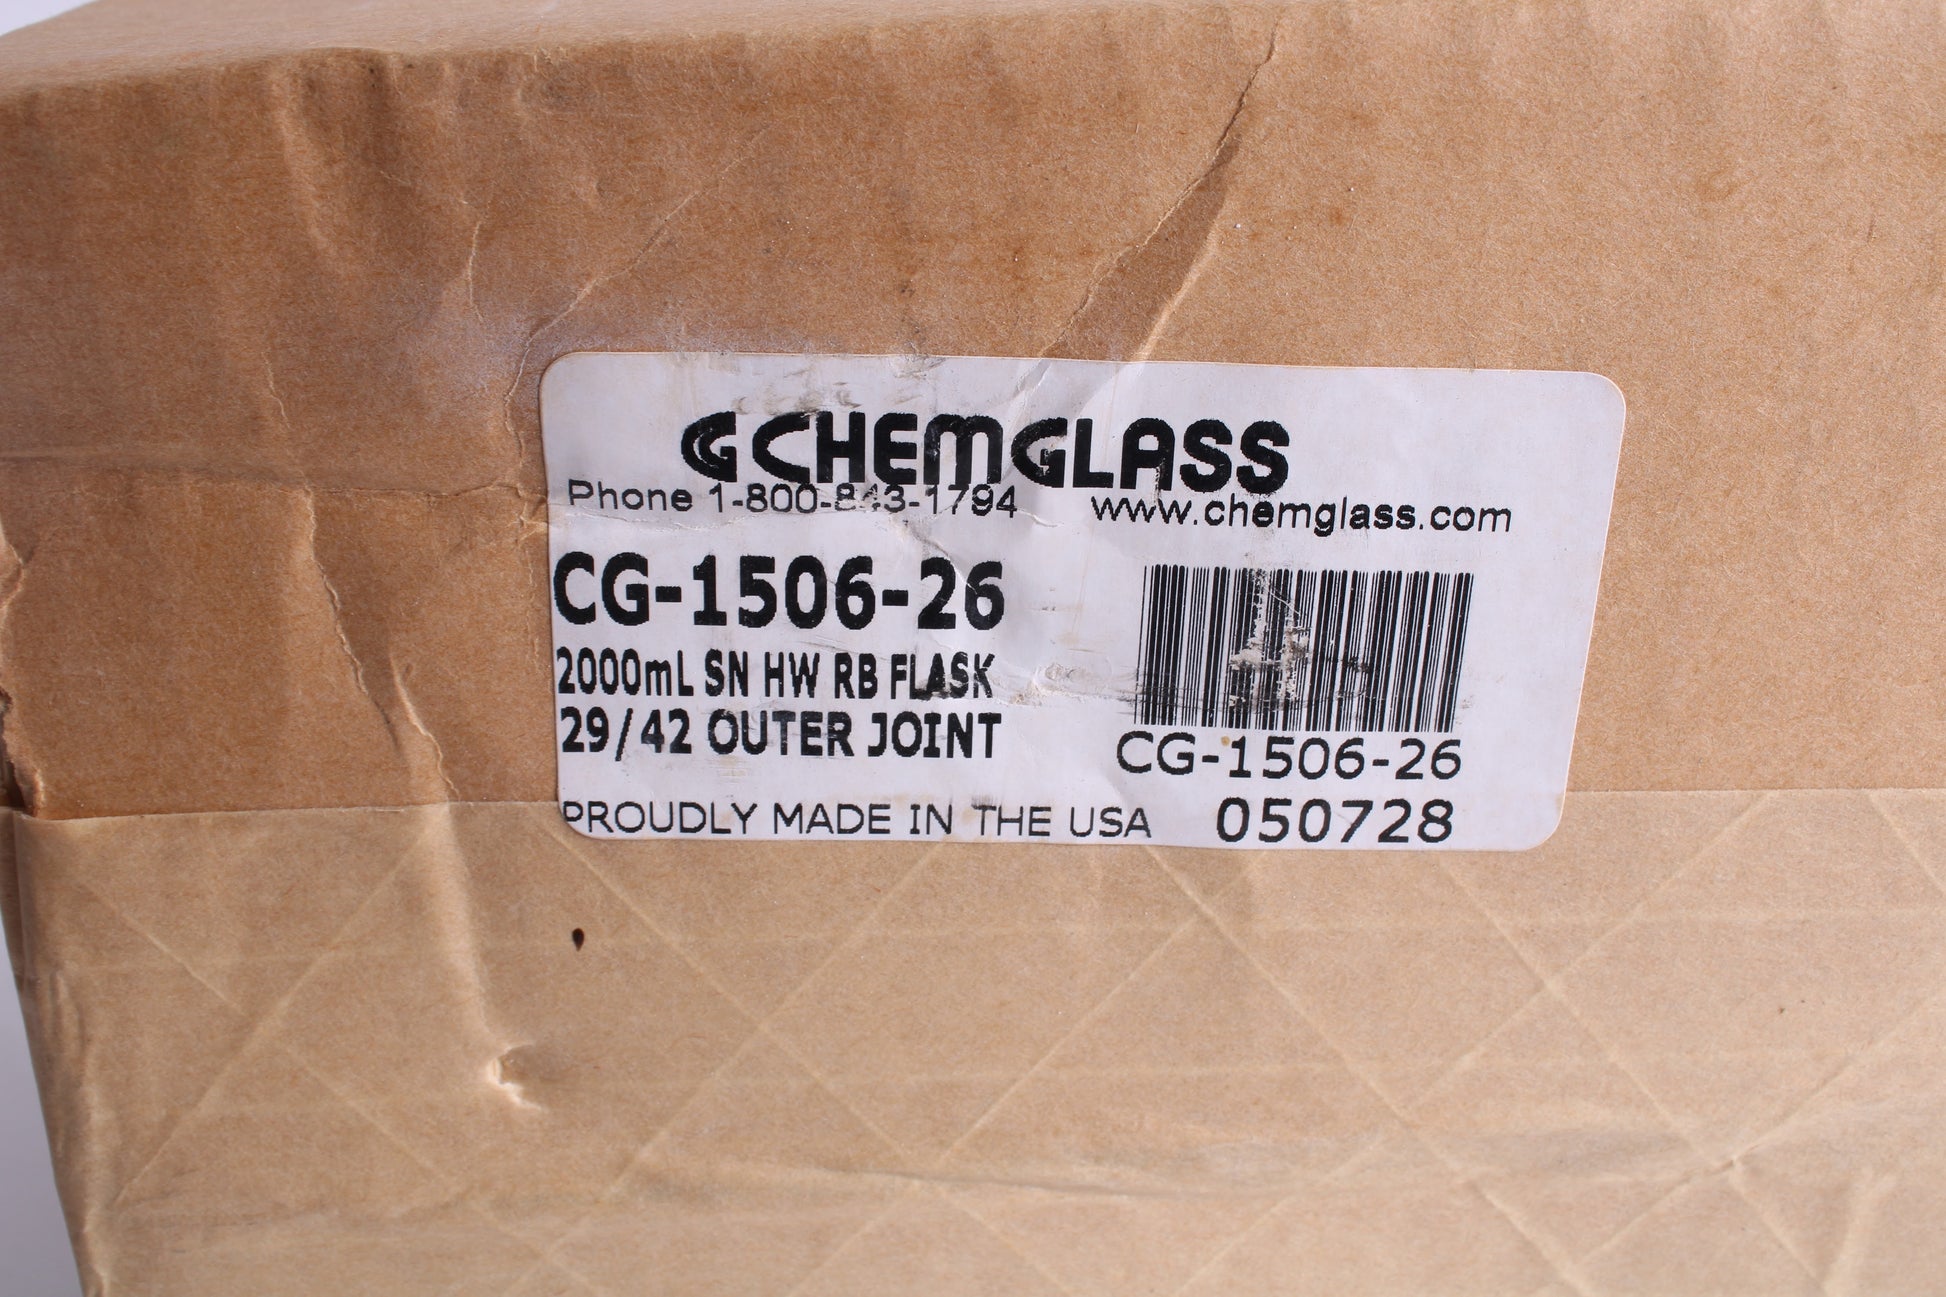 CHEMGLASS
Phone 1-800-843-1794 www.chemglass.com
CG-1506-26
2000mL SN HW RB FLASK
29/42 OUTER JOINT
CG-1506-26
PROUDLY MADE IN THE USA 050728